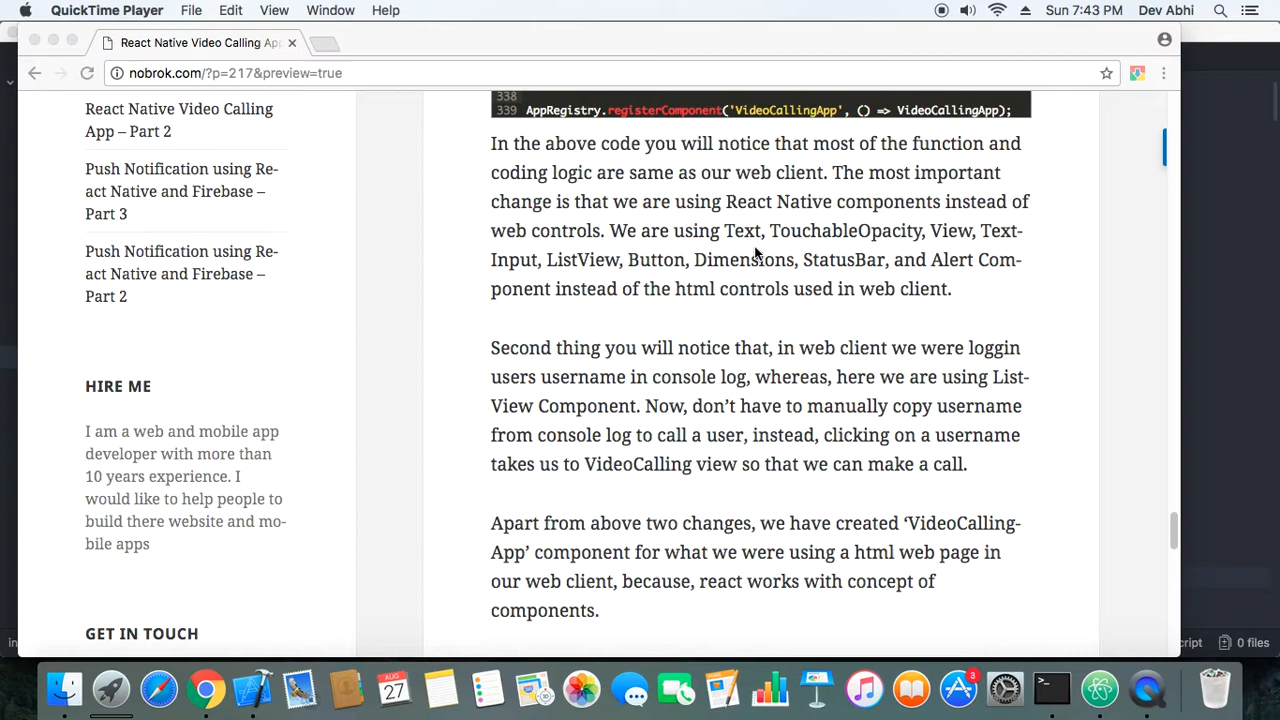 QuickTime Player File Edit View Window Help Sun 7:43 PM Dev Abhi
React Native Video Calling App
nobrok.com/?p=217&preview=true
React Native Video Calling
App – Part 2
Push Notification using Re-
act Native and Firebase –
Part 3
Push Notification using Re-
act Native and Firebase –
Part 2
HIRE ME
I am a web and mobile app
developer with more than
10 years experience. I
would like to help people to
build there website and mo-
bile apps
GET IN TOUCH
338
339 AppRegistry.registerComponent('VideoCallingApp', () => VideoCallingApp);
In the above code you will notice that most of the function and
coding logic are same as our web client. The most important
change is that we are using React Native components instead of
web controls. We are using Text, TouchableOpacity, View, Text-
Input, ListView, Button, Dimensions, StatusBar, and Alert Com-
ponent instead of the html controls used in web client.
Second thing you will notice that, in web client we were loggin
users username in console log, whereas, here we are using List-
View Component. Now, don't have to manually copy username
from console log to call a user, instead, clicking on a username
takes us to VideoCalling view so that we can make a call.
Apart from above two changes, we have created ‘VideoCalling-
App’ component for what we were using a html web page in
our web client, because, react works with concept of
components.
0 files
AUG
27
3